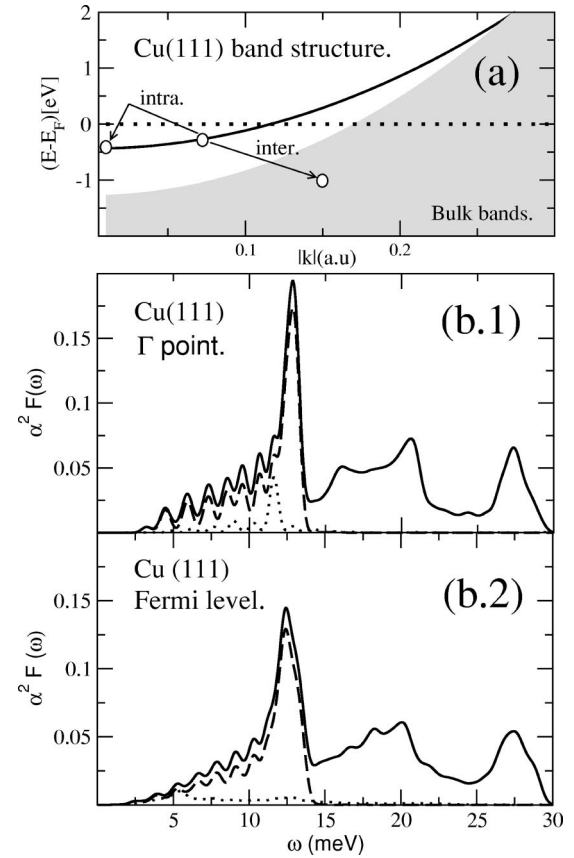 2
Cu(111) band structure.
(a)
1
intra.
0
inter.
-1
Bulk bands.
(E-E_F)[eV]
0.1
0.2
|k|(a.u)
Cu(111)
Γ point.
(b.1)
0.15
0.1
0.05
α² F(ω)
Cu (111)
Fermi level.
(b.2)
0.15
0.1
0.05
α² F (ω)
5
10
15
20
25
30
ω (meV)